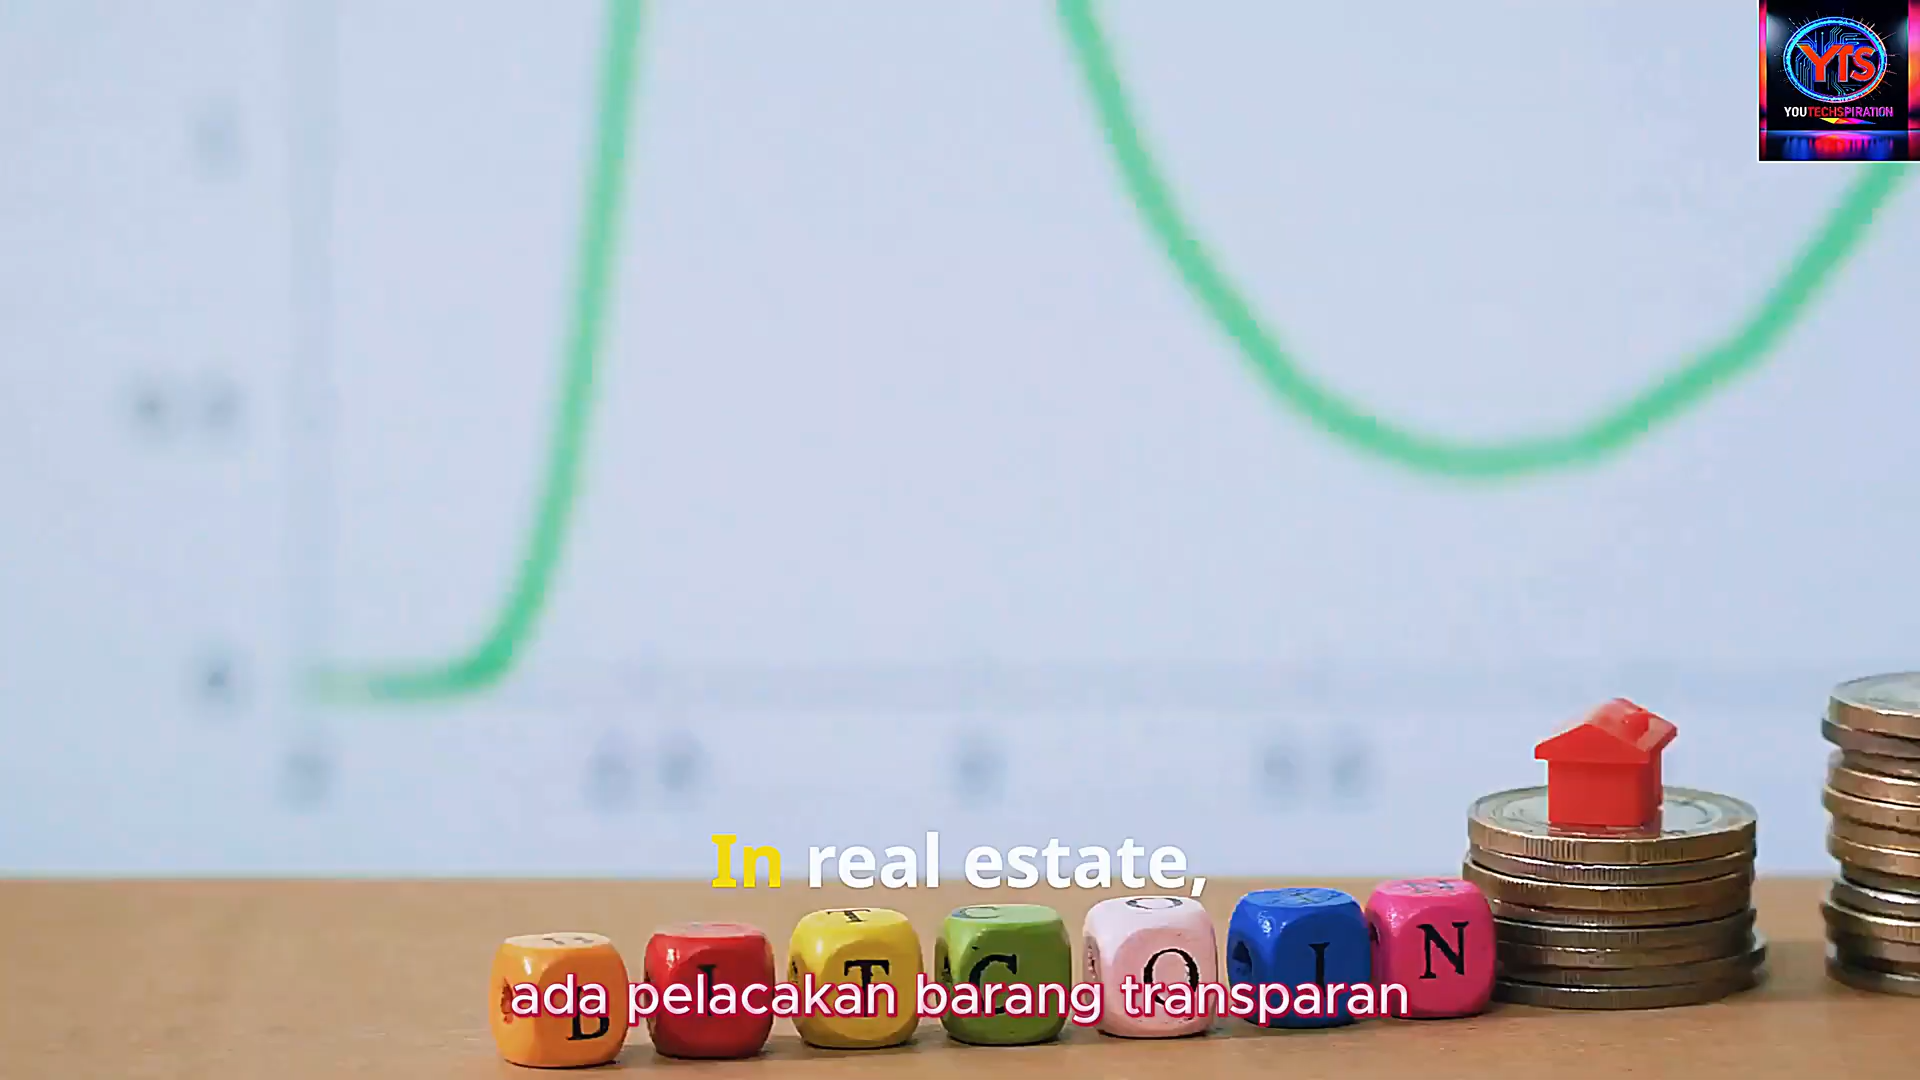 YTS
YOUTECHSPIRATION
In real estate,
B I T C O I N
ada pelacakan barang transparan